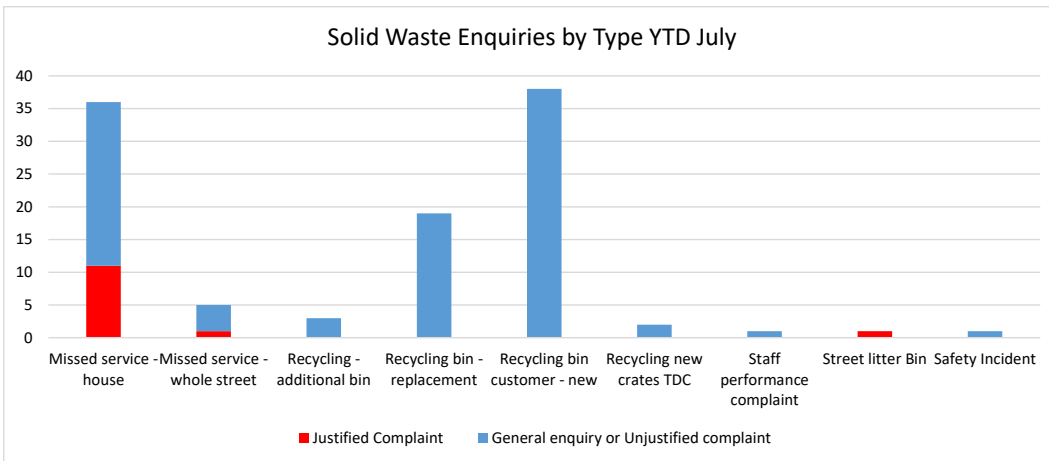 Solid Waste Enquiries by Type YTD July
40
35
30
25
20
15
10
5
0
Missed service - house
Missed service - whole street
Recycling - additional bin
Recycling bin - replacement
Recycling bin customer - new
Recycling new crates TDC
Staff performance complaint
Street litter Bin
Safety Incident
Justified Complaint
General enquiry or Unjustified complaint